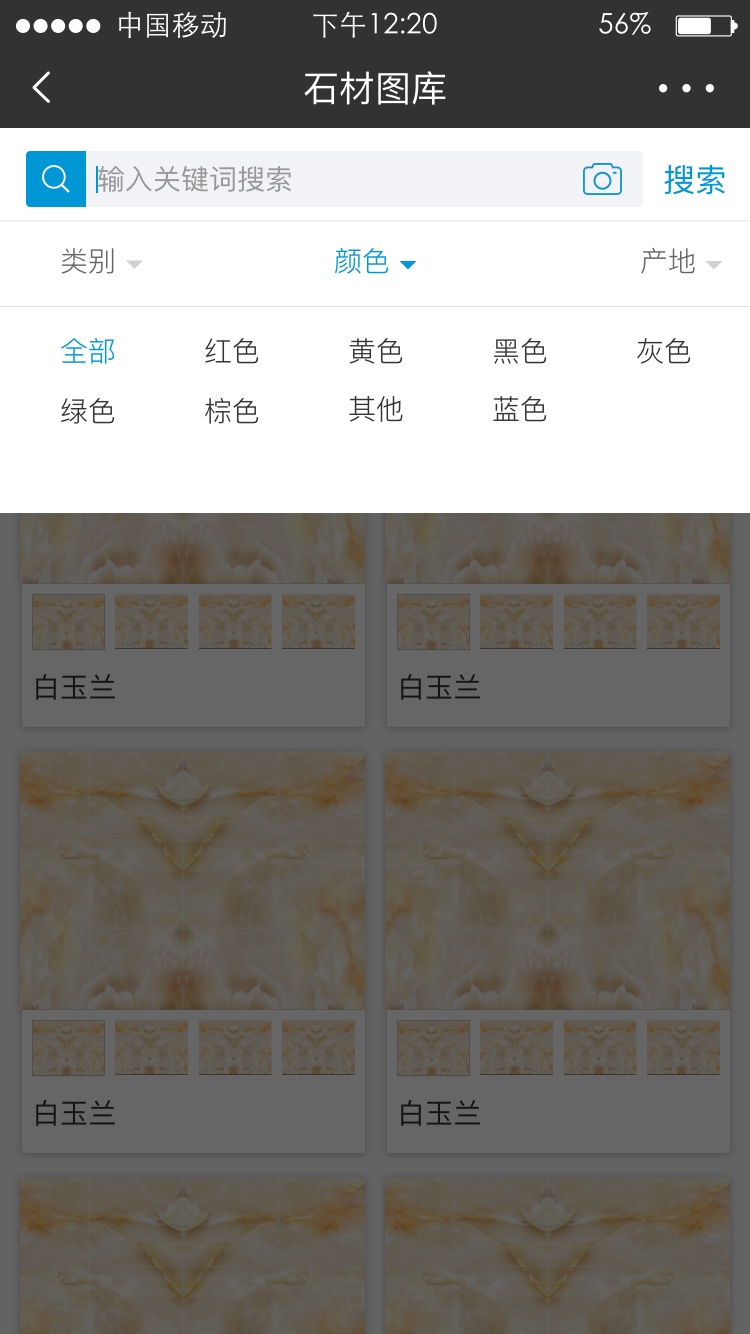 中国移动 下午12:20 56%
石材图库
输入关键词搜索 搜索
类别 颜色 产地
全部 红色 黄色 黑色 灰色
绿色 棕色 其他 蓝色
白玉兰 白玉兰
白玉兰 白玉兰